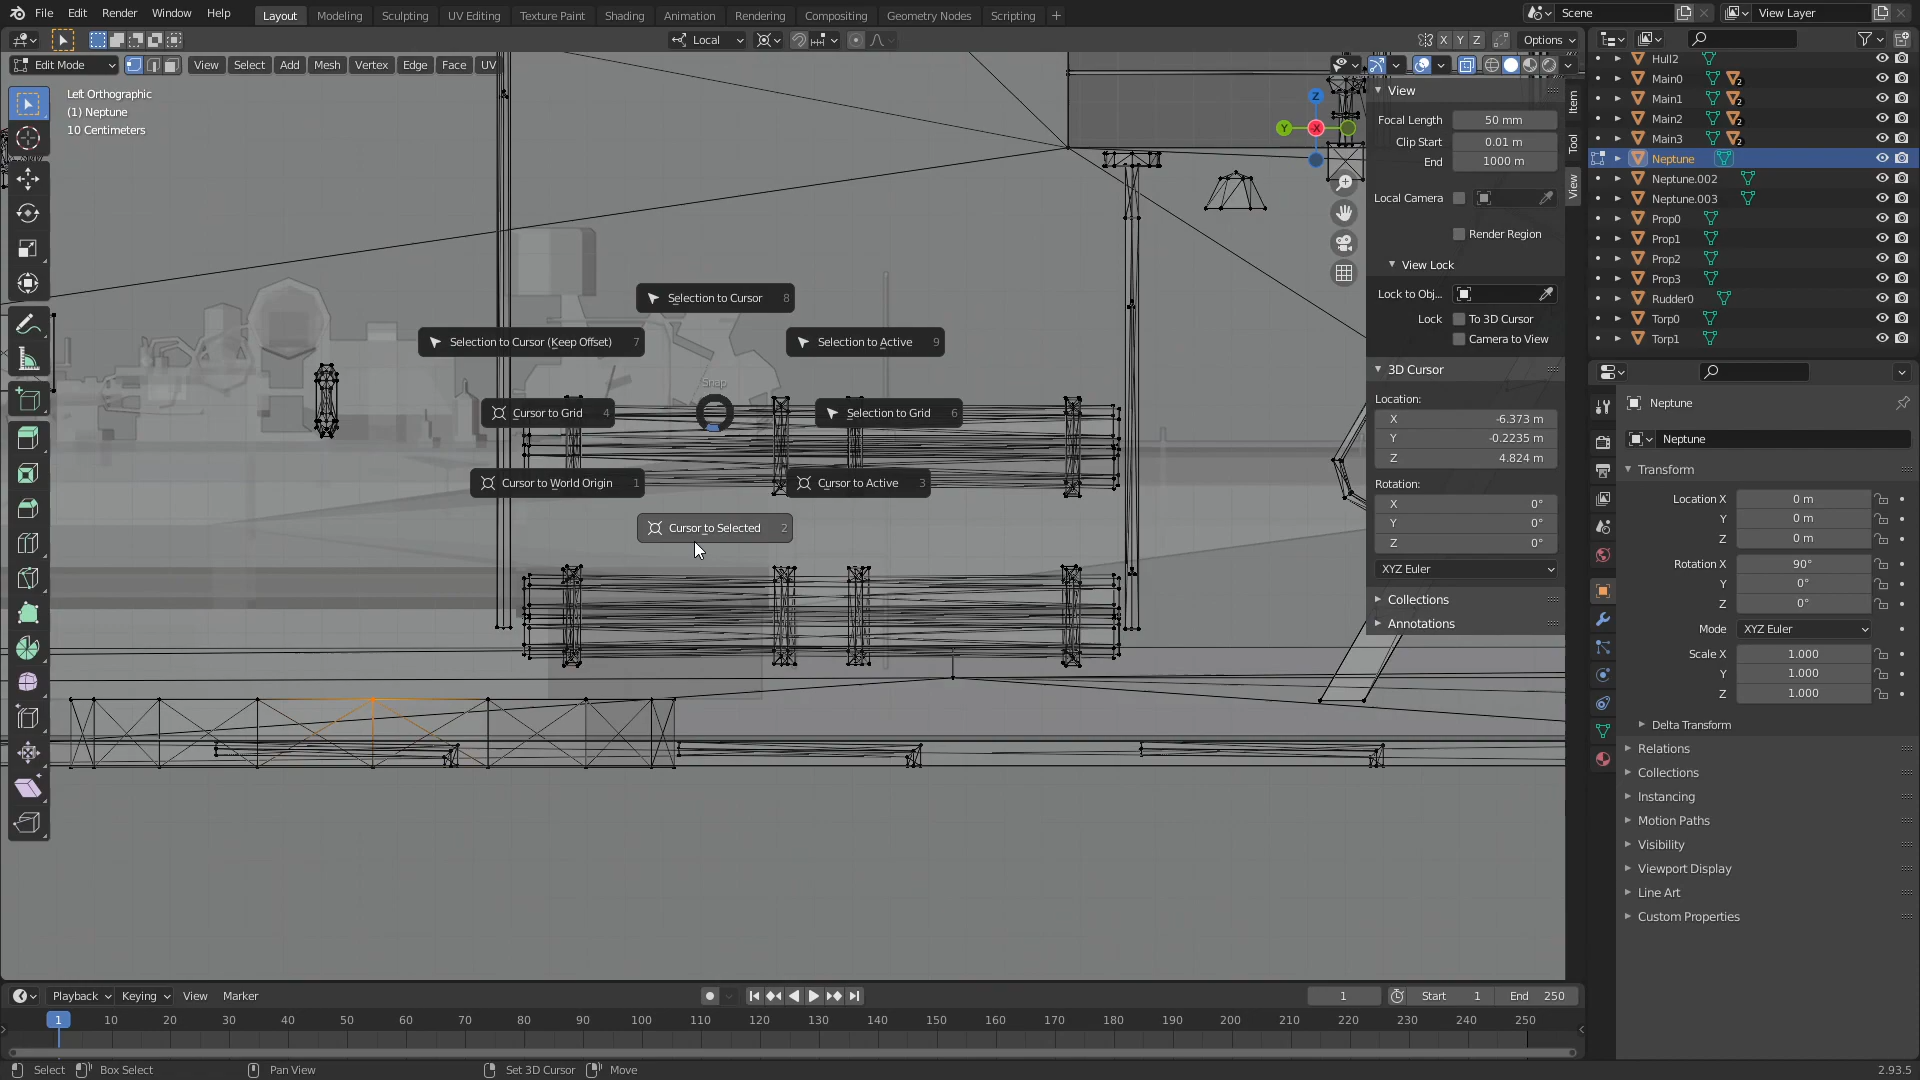 File Edit Render Window Help Layout Modeling Sculpting UV Editing Texture Paint Shading Animation Rendering Compositing Geometry Nodes Scripting + Scene View Layer
Local Options
Edit Mode View Select Add Mesh Vertex Edge Face UV
Left Orthographic
(1) Neptune
10 Centimeters
Z
Y
X
X Y Z
Selection to Cursor 8
Selection to Cursor (Keep Offset) 7
Selection to Active 9
Snap
Cursor to Grid 4
Selection to Grid 6
Cursor to World Origin 1
Cursor to Active 3
Cursor to Selected 2
View
Focal Length 50 mm
Clip Start 0.01 m
End 1000 m
Local Camera
Render Region
View Lock
Lock to Obj...
Lock To 3D Cursor
Camera to View
3D Cursor
Location:
X -6.373 m
Y -0.2235 m
Z 4.824 m
Rotation:
X 0°
Y 0°
Z 0°
XYZ Euler
Collections
Annotations
Item
Tool
View
Hull2
Main0 2
Main1 2
Main2 2
Main3 2
Neptune
Neptune.002
Neptune.003
Prop0
Prop1
Prop2
Prop3
Rudder0
Torp0
Torp1
Neptune
Neptune
Transform
Location X 0 m
Y 0 m
Z 0 m
Rotation X 90°
Y 0°
Z 0°
Mode XYZ Euler
Scale X 1.000
Y 1.000
Z 1.000
Delta Transform
Relations
Collections
Instancing
Motion Paths
Visibility
Viewport Display
Line Art
Custom Properties
Playback Keying View Marker 1 Start 1 End 250
1 10 20 30 40 50 60 70 80 90 100 110 120 130 140 150 160 170 180 190 200 210 220 230 240 250
Select Box Select Pan View Set 3D Cursor Move 2.93.5